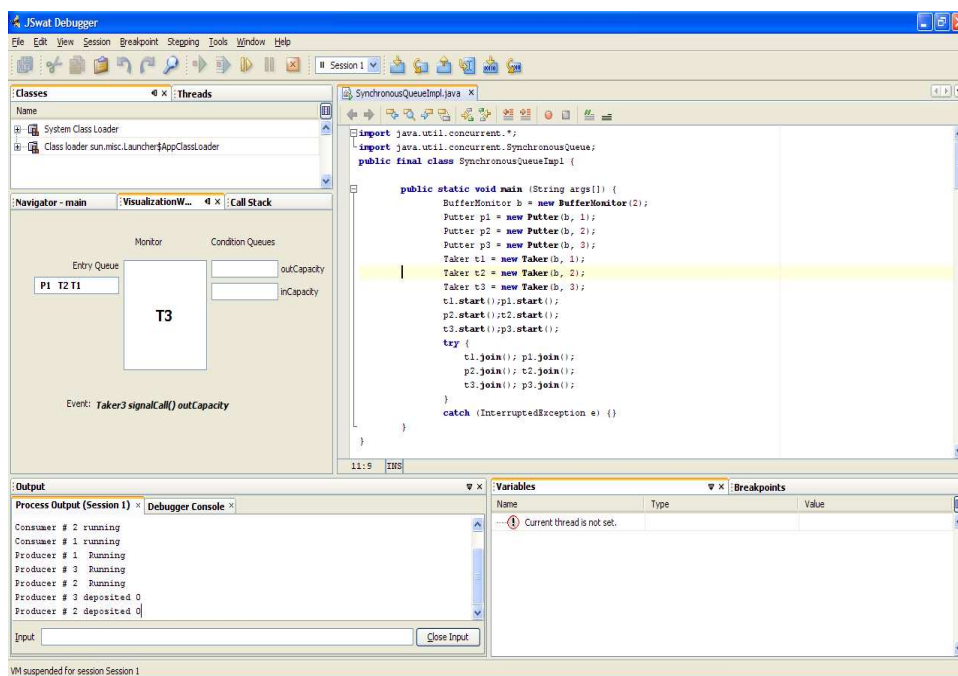 JSwat Debugger
File Edit View Session Breakpoint Stepping Tools Window Help
Session 1
Classes
Threads
Name
System Class Loader
Class loader sun.misc.Launcher$AppClassLoader
Navigator - main
VisualizationW...
Call Stack
Monitor
Condition Queues
Entry Queue
outCapacity
P1 T2 T1
inCapacity
T3
Event: Taker3 signalCall() outCapacity
SynchronousQueueImpl.java
import java.util.concurrent.*;
import java.util.concurrent.SynchronousQueue;
public final class SynchronousQueueImpl {
public static void main (String args[]) {
BufferMonitor b = new BufferMonitor(2);
Putter p1 = new Putter(b, 1);
Putter p2 = new Putter(b, 2);
Putter p3 = new Putter(b, 3);
Taker t1 = new Taker(b, 1);
Taker t2 = new Taker(b, 2);
Taker t3 = new Taker(b, 3);
t1.start();p1.start();
p2.start();t2.start();
t3.start();p3.start();
try {
t1.join(); p1.join();
p2.join(); t2.join();
t3.join(); p3.join();
}
catch (InterruptedException e) {}
}
}
11:9 INS
Output
Process Output (Session 1)
Debugger Console
Consumer # 2 running
Consumer # 1 running
Producer # 1 Running
Producer # 3 Running
Producer # 2 Running
Producer # 3 deposited 0
Producer # 2 deposited 0
Input
Close Input
Variables
Breakpoints
Name Type Value
Current thread is not set.
VM suspended for session Session 1